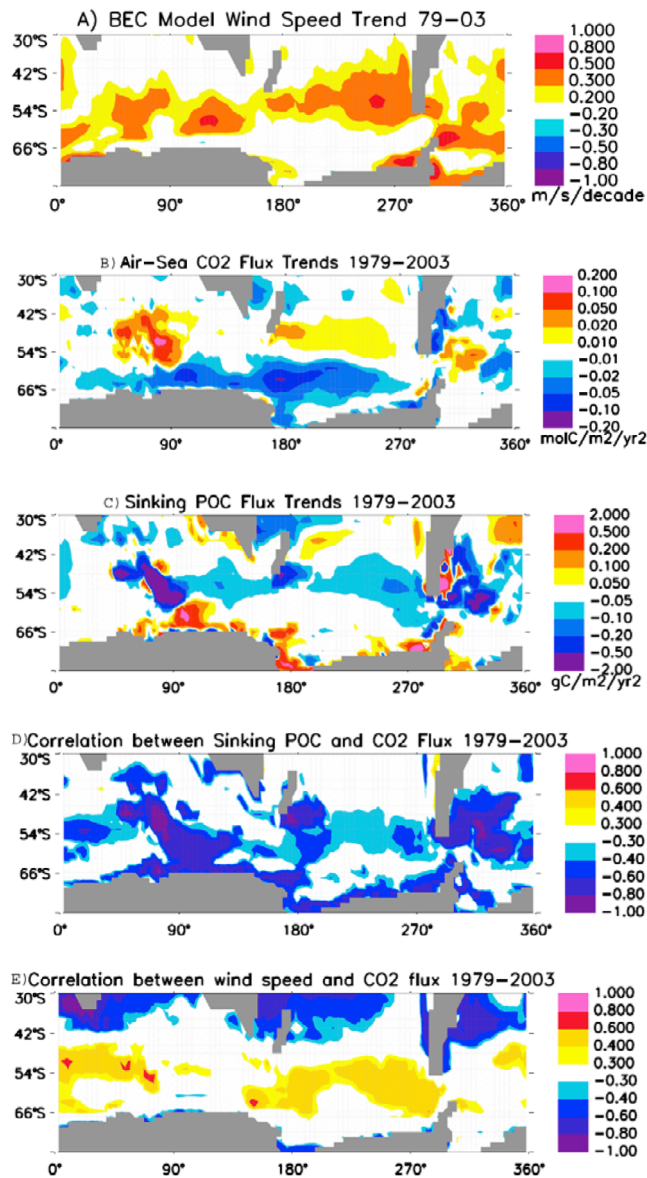 A) BEC Model Wind Speed Trend 79-03
30°S
42°S
54°S
66°S
0° 90° 180° 270° 360°
1.000
0.800
0.500
0.300
0.200
-0.20
-0.30
-0.50
-0.80
-1.00
m/s/decade
B) Air-Sea CO2 Flux Trends 1979-2003
30°S
42°S
54°S
66°S
0° 90° 180° 270° 360°
0.200
0.100
0.050
0.020
0.010
-0.01
-0.02
-0.05
-0.10
-0.20
molC/m2/yr2
C) Sinking POC Flux Trends 1979-2003
30°S
42°S
54°S
66°S
0° 90° 180° 270° 360°
2.000
0.500
0.200
0.100
0.050
-0.05
-0.10
-0.20
-0.50
-2.00
gC/m2/yr2
D) Correlation between Sinking POC and CO2 Flux 1979-2003
30°S
42°S
54°S
66°S
0° 90° 180° 270° 360°
1.000
0.800
0.600
0.400
0.300
-0.30
-0.40
-0.60
-0.80
-1.00
E) Correlation between wind speed and CO2 flux 1979-2003
30°S
42°S
54°S
66°S
0° 90° 180° 270° 360°
1.000
0.800
0.600
0.400
0.300
-0.30
-0.40
-0.60
-0.80
-1.00